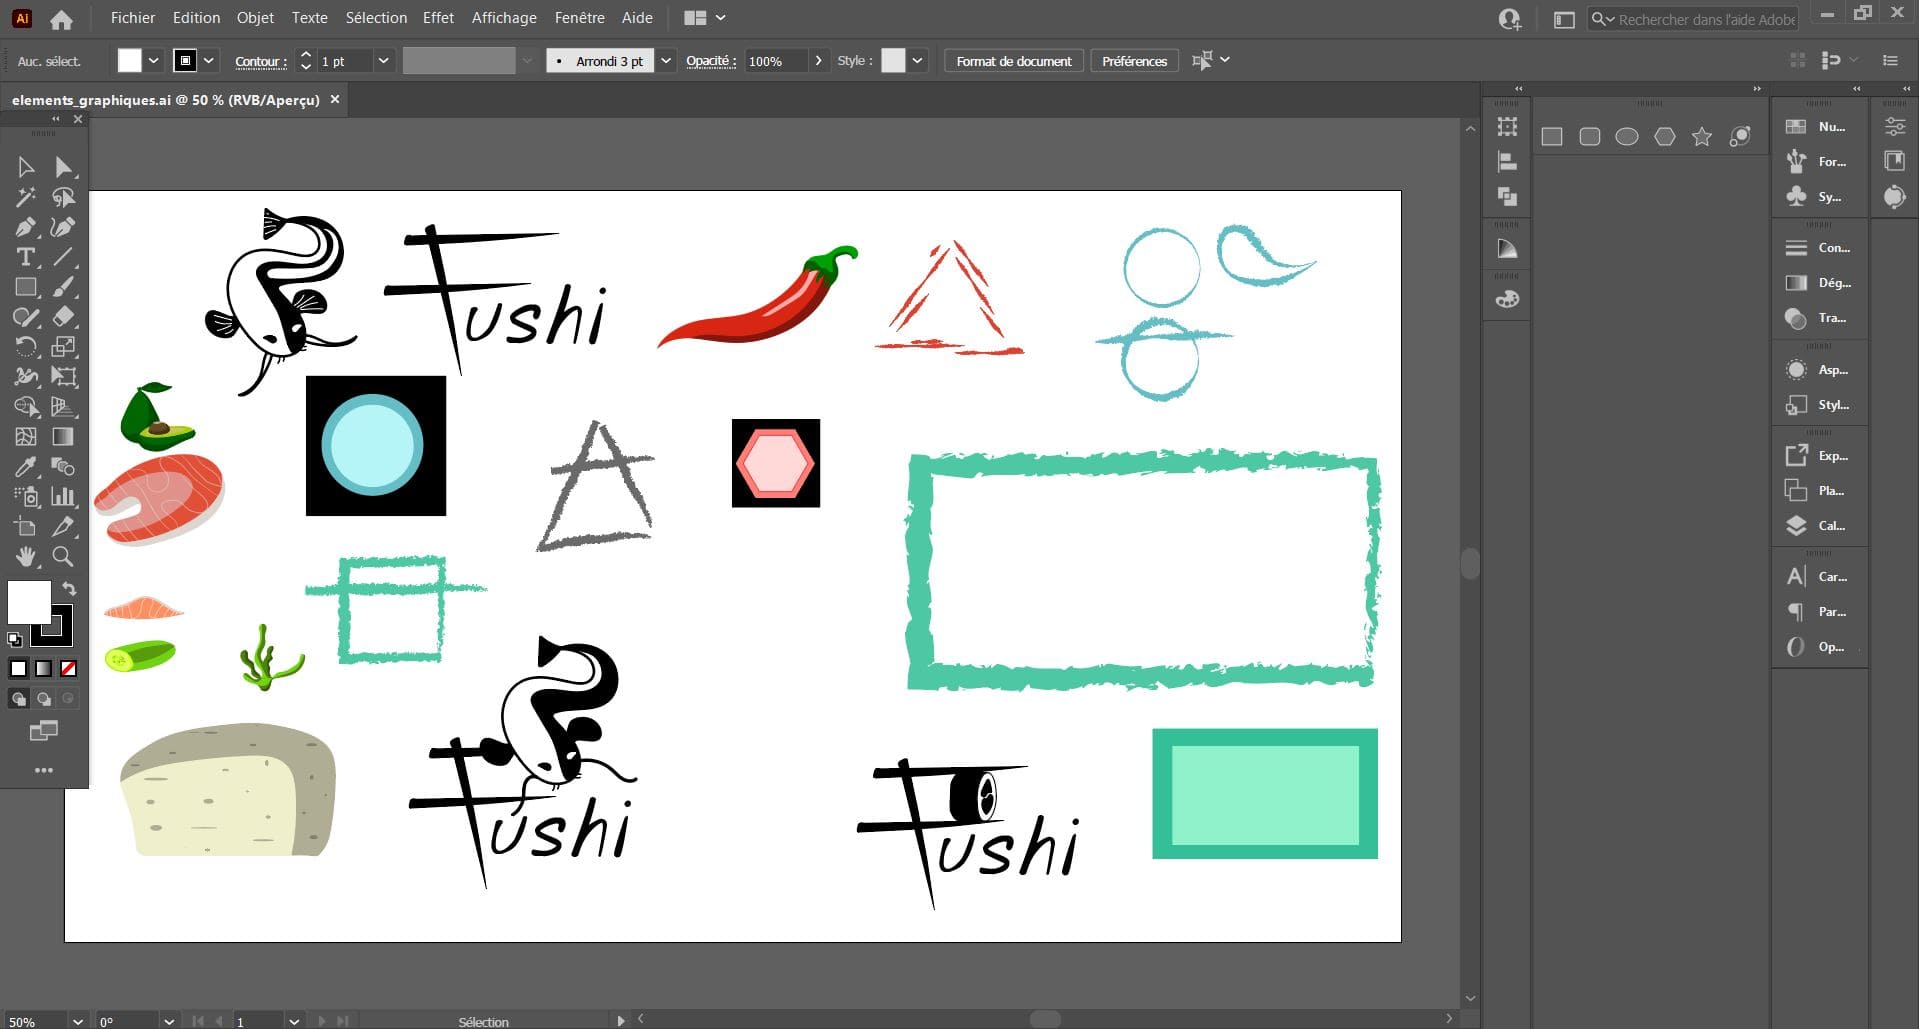 Ai Fichier Edition Objet Texte Sélection Effet Affichage Fenêtre Aide Rechercher dans l'aide Adobe
Auc. sélect. Contour : 1 pt Arrondi 3 pt Opacité : 100% Style : Format de document Préférences
elements_graphiques.ai @ 50 % (RVB/Aperçu)
Nu...
For...
Sy...
Con...
Dég...
Tra...
Asp...
Styl...
Exp...
Pla...
Cal...
Car...
Par...
Op...
Fushi
Fushi
Fushi
50% 0° 1 Sélection